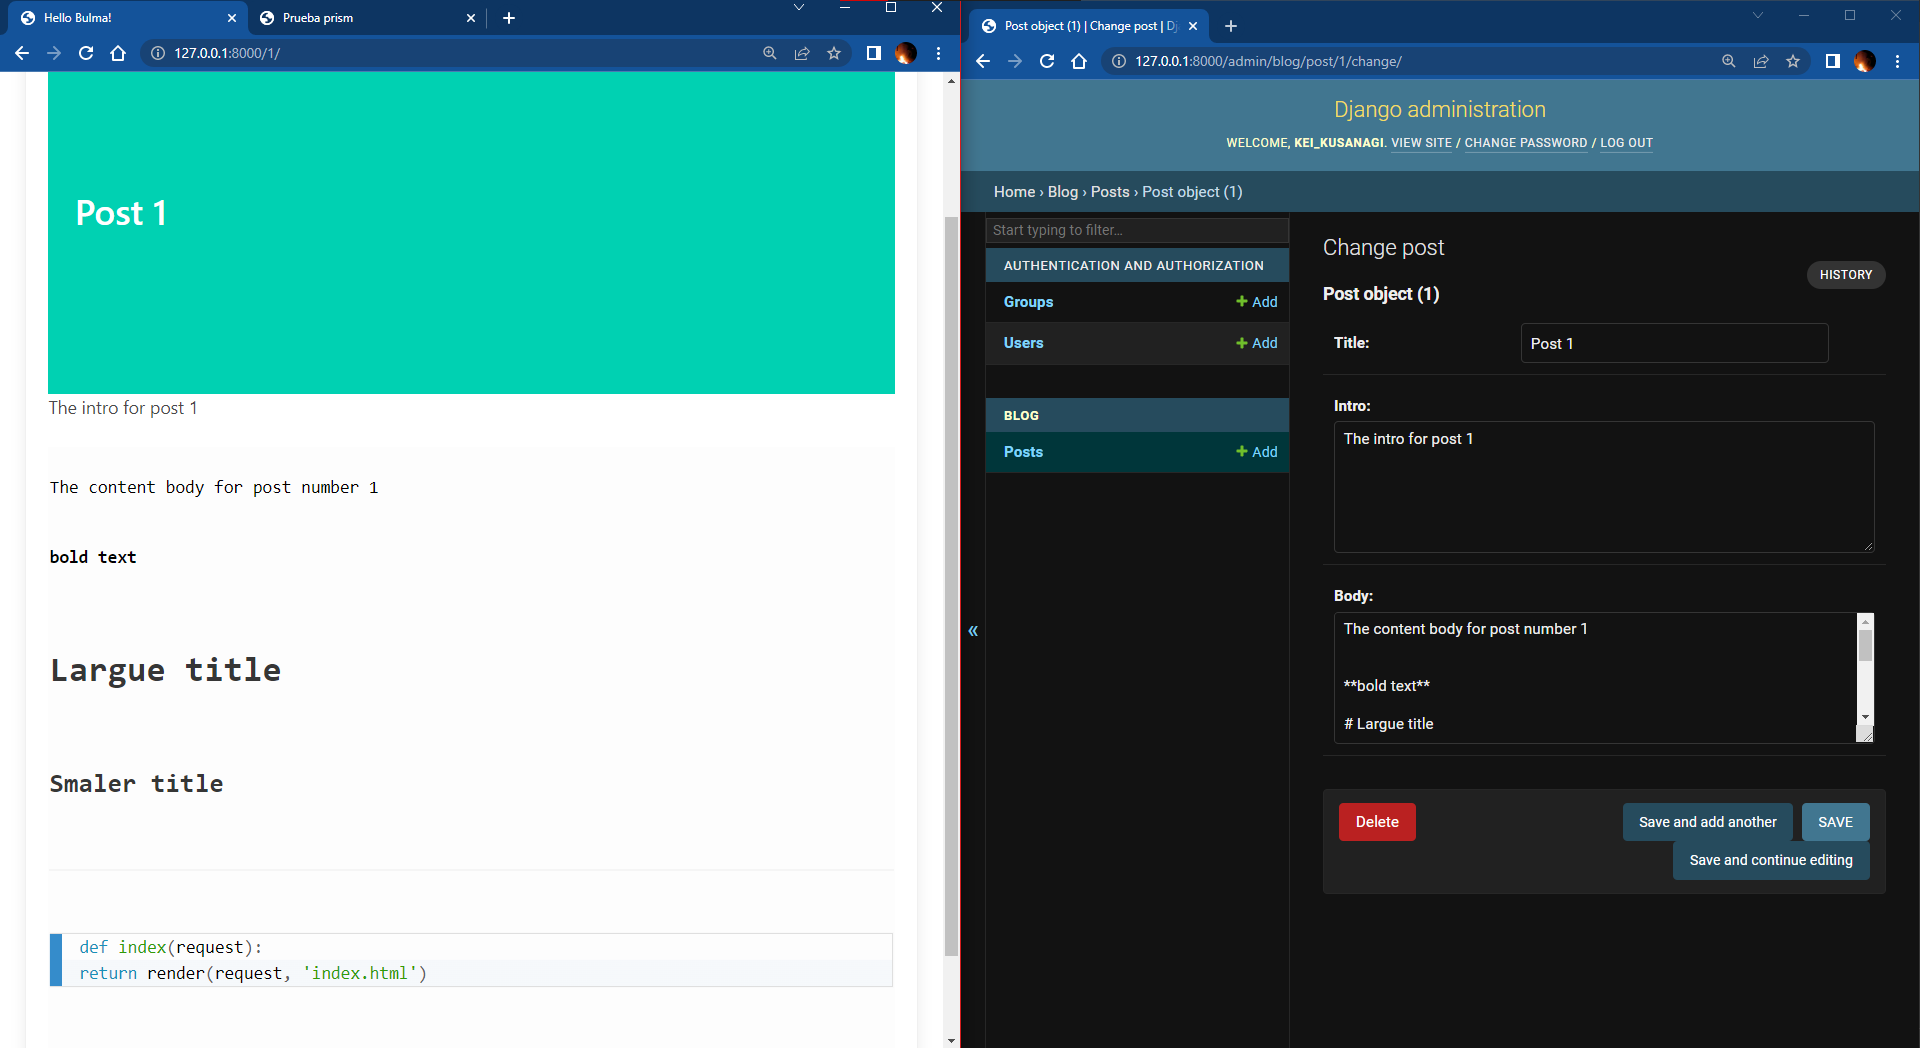 Hello Bulma!
Prueba prism
127.0.0.1:8000/1/
Post 1
The intro for post 1
The content body for post number 1
bold text
Largue title
Smaler title
def index(request):
return render(request, 'index.html')
Post object (1) | Change post | Dj
127.0.0.1:8000/admin/blog/post/1/change/
Django administration
WELCOME, KEI_KUSANAGI. VIEW SITE / CHANGE PASSWORD / LOG OUT
Home › Blog › Posts › Post object (1)
Start typing to filter...
AUTHENTICATION AND AUTHORIZATION
Groups + Add
Users + Add
BLOG
Posts + Add
«
Change post
HISTORY
Post object (1)
Title: Post 1
Intro:
The intro for post 1
Body:
The content body for post number 1
**bold text**
# Largue title
Delete
Save and add another
SAVE
Save and continue editing